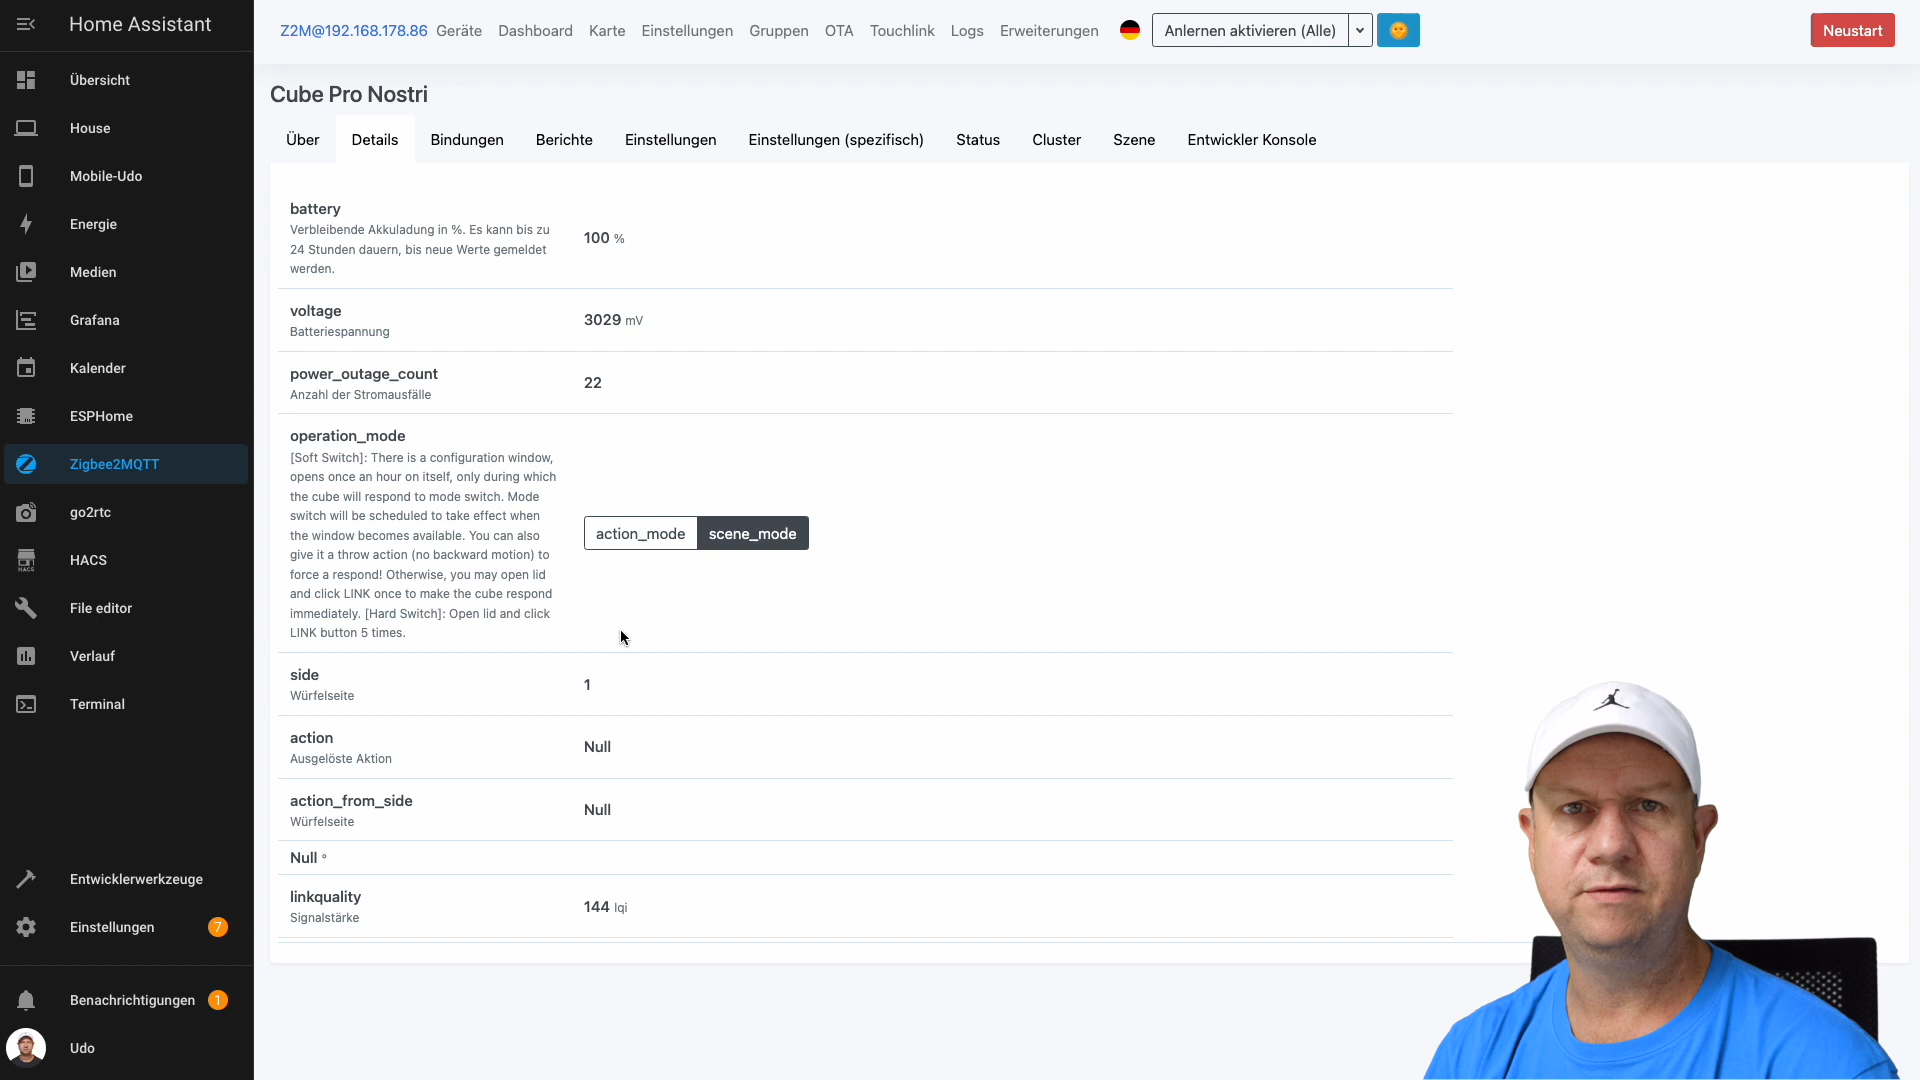 Home Assistant
Übersicht
House
Mobile-Udo
Energie
Medien
Grafana
Kalender
ESPHome
Zigbee2MQTT
go2rtc
HACS
HACS
File editor
Verlauf
Terminal
Entwicklerwerkzeuge
Einstellungen 7
Benachrichtigungen 1
Udo
Z2M@192.168.178.86 Geräte Dashboard Karte Einstellungen Gruppen OTA Touchlink Logs Erweiterungen Anlernen aktivieren (Alle) Neustart
Cube Pro Nostri
Über Details Bindungen Berichte Einstellungen Einstellungen (spezifisch) Status Cluster Szene Entwickler Konsole
battery
Verbleibende Akkuladung in %. Es kann bis zu
24 Stunden dauern, bis neue Werte gemeldet
werden.
100 %
voltage
Batteriespannung
3029 mV
power_outage_count
Anzahl der Stromausfälle
22
operation_mode
[Soft Switch]: There is a configuration window,
opens once an hour on itself, only during which
the cube will respond to mode switch. Mode
switch will be scheduled to take effect when
the window becomes available. You can also
give it a throw action (no backward motion) to
force a respond! Otherwise, you may open lid
and click LINK once to make the cube respond
immediately. [Hard Switch]: Open lid and click
LINK button 5 times.
action_mode scene_mode
side
Würfelseite
1
action
Ausgelöste Aktion
Null
action_from_side
Würfelseite
Null
Null °
linkquality
Signalstärke
144 lqi